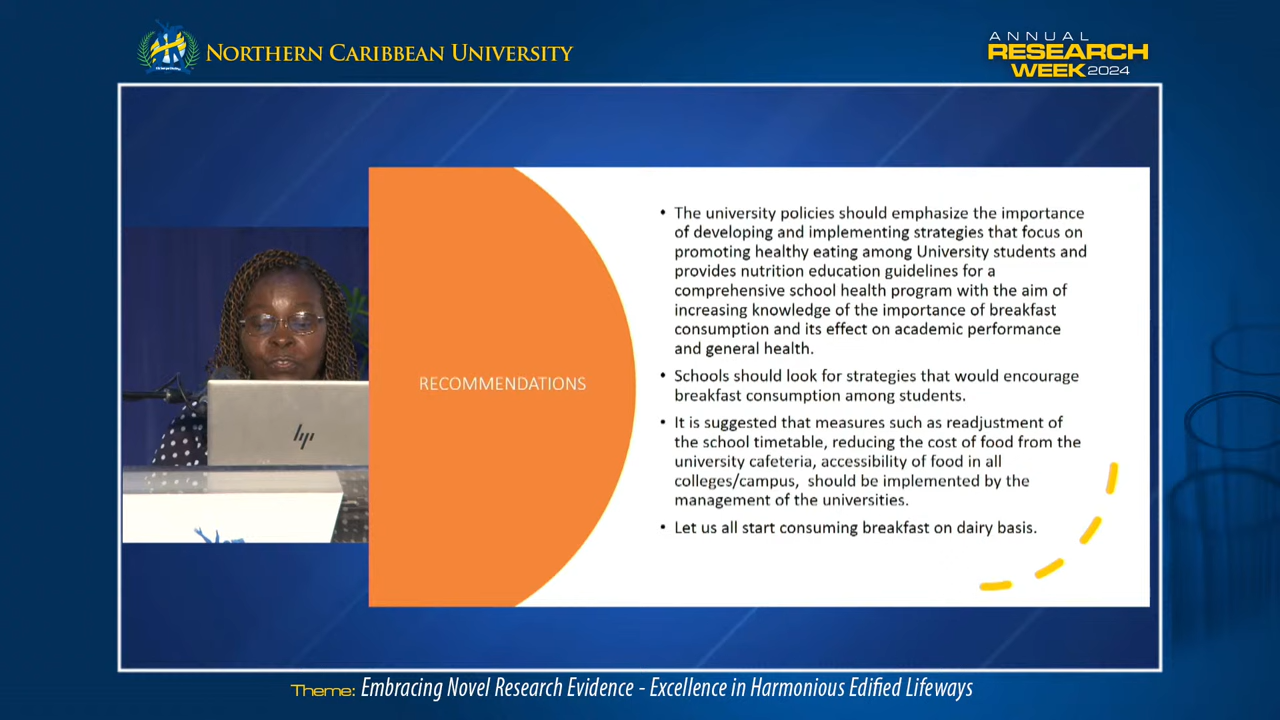 NORTHERN CARIBBEAN UNIVERSITY
ANNUAL
RESEARCH
WEEK 2024
RECOMMENDATIONS
• The university policies should emphasize the importance
of developing and implementing strategies that focus on
promoting healthy eating among University students and
provides nutrition education guidelines for a
comprehensive school health program with the aim of
increasing knowledge of the importance of breakfast
consumption and its effect on academic performance
and general health.
• Schools should look for strategies that would encourage
breakfast consumption among students.
• It is suggested that measures such as readjustment of
the school timetable, reducing the cost of food from the
university cafeteria, accessibility of food in all
colleges/campus, should be implemented by the
management of the universities.
• Let us all start consuming breakfast on dairy basis.
hp
Theme: Embracing Novel Research Evidence - Excellence in Harmonious Edified Lifeways